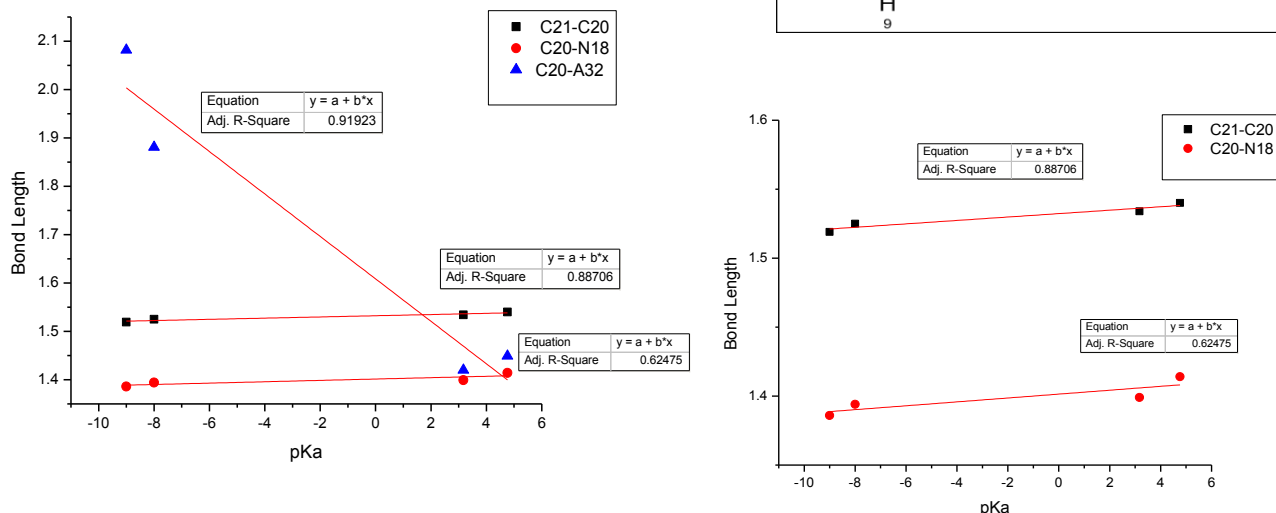 C21-C20
C20-N18
C20-A32
Equation y = a + b*x
Adj. R-Square 0.91923
Equation y = a + b*x
Adj. R-Square 0.88706
Equation y = a + b*x
Adj. R-Square 0.62475
2.1
2.0
1.9
1.8
1.7
1.6
1.5
1.4
Bond Length
-10 -8 -6 -4 -2 0 2 4 6
pKa
H
9
C21-C20
C20-N18
Equation y = a + b*x
Adj. R-Square 0.88706
Equation y = a + b*x
Adj. R-Square 0.62475
1.6
1.5
1.4
Bond Length
-10 -8 -6 -4 -2 0 2 4 6
pKa